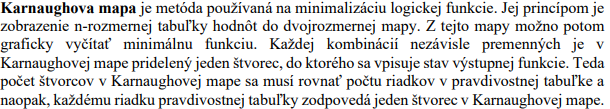 Karnaughova mapa je metóda používaná na minimalizáciu logickej funkcie. Jej princípom je
zobrazenie n-rozmernej tabuľky hodnôt do dvojrozmernej mapy. Z tejto mapy možno potom
graficky vyčítať minimálnu funkciu. Každej kombinácií nezávisle premenných je v
Karnaughovej mape pridelený jeden štvorec, do ktorého sa vpisuje stav výstupnej funkcie. Teda
počet štvorcov v Karnaughovej mape sa musí rovnať počtu riadkov v pravdivostnej tabuľke a
naopak, každému riadku pravdivostnej tabuľky zodpovedá jeden štvorec v Karnaughovej mape.